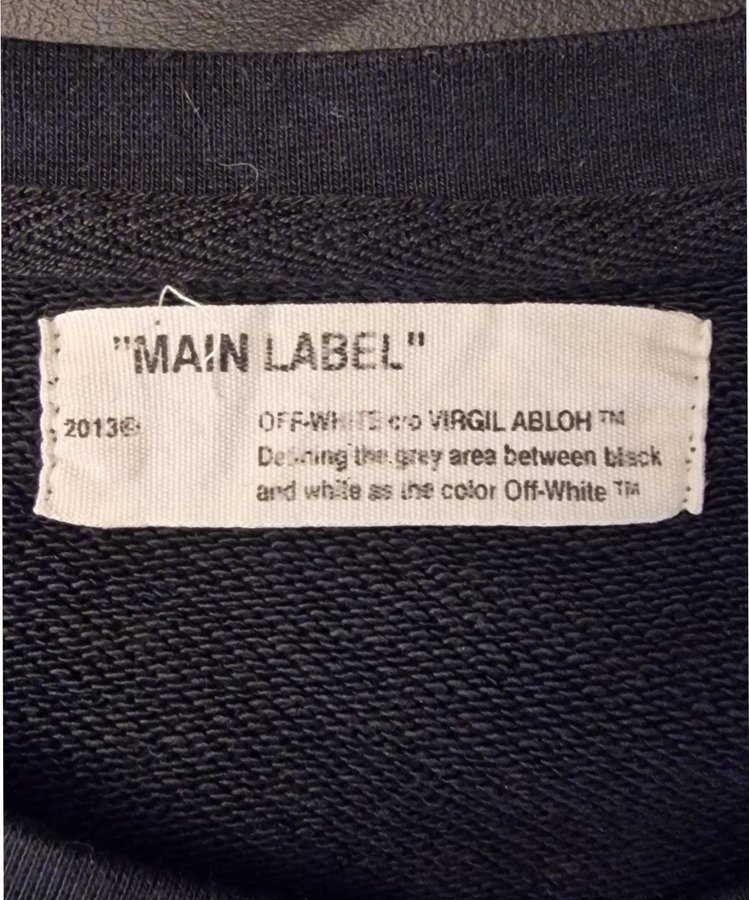 "MAIN LABEL"
2013©
OFF-WHITE c/o VIRGIL ABLOH ™
Defining the grey area between black
and white as the color Off-White ™